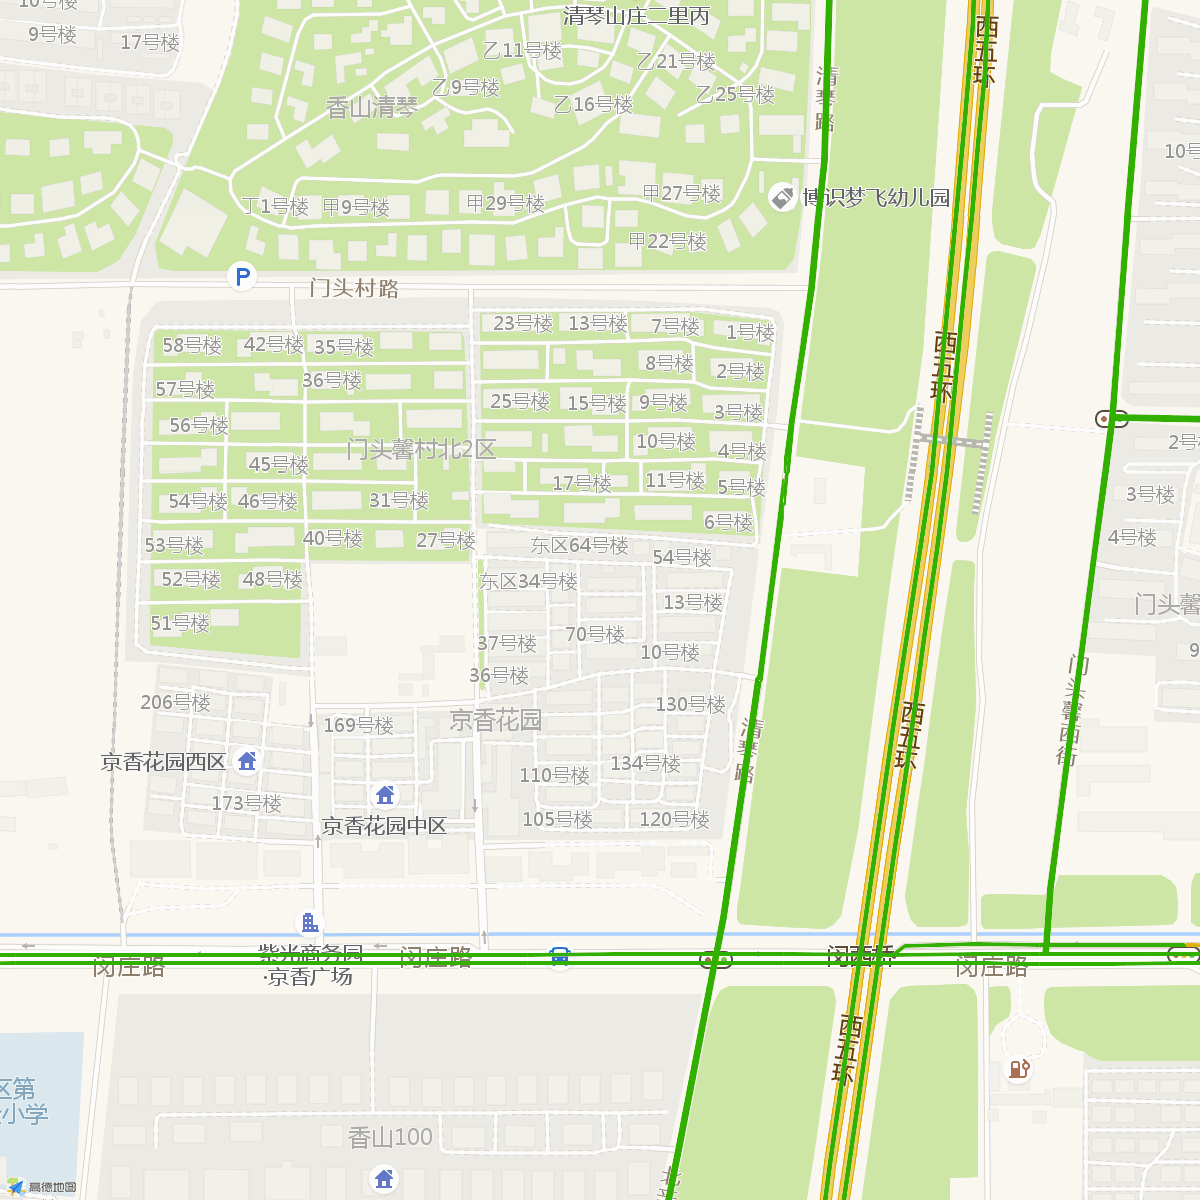 10号楼
9号楼
17号楼
清琴山庄二里丙
乙11号楼
乙21号楼
乙9号楼
乙25号楼
乙16号楼
香山清琴
清琴路
西五环
10号
博识梦飞幼儿园
甲27号楼
丁1号楼
甲9号楼
甲29号楼
甲22号楼
P
门头村路
23号楼
13号楼
7号楼
1号楼
58号楼
42号楼
35号楼
8号楼
2号楼
36号楼
57号楼
25号楼
15号楼
9号楼
3号楼
西五环
56号楼
门头馨村北2区
10号楼
4号楼
2号
45号楼
17号楼
11号楼
5号楼
3号楼
54号楼
46号楼
31号楼
6号楼
53号楼
40号楼
27号楼
东区64号楼
54号楼
4号楼
52号楼
48号楼
东区34号楼
13号楼
门头馨
51号楼
37号楼
70号楼
10号楼
9
36号楼
206号楼
130号楼
169号楼
京香花园
清琴路
西五环
门头馨西街
京香花园西区
110号楼
134号楼
173号楼
京香花园中区
105号楼
120号楼
紫光商务园
·京香广场
闵庄路
闵庄路
闵西桥
闵庄路
西五环
区第
小学
香山100
北
高德地图